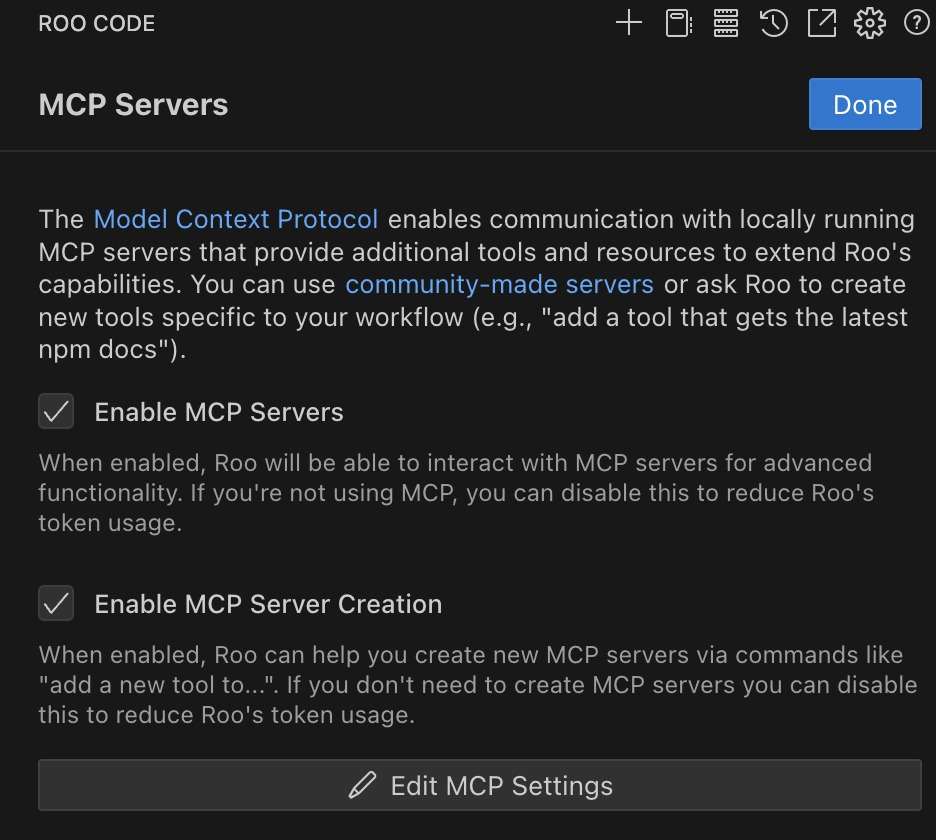 ROO CODE
MCP Servers
Done
The Model Context Protocol enables communication with locally running
MCP servers that provide additional tools and resources to extend Roo's
capabilities. You can use community-made servers or ask Roo to create
new tools specific to your workflow (e.g., "add a tool that gets the latest
npm docs").
Enable MCP Servers
When enabled, Roo will be able to interact with MCP servers for advanced
functionality. If you're not using MCP, you can disable this to reduce Roo's
token usage.
Enable MCP Server Creation
When enabled, Roo can help you create new MCP servers via commands like
"add a new tool to...". If you don't need to create MCP servers you can disable
this to reduce Roo's token usage.
Edit MCP Settings